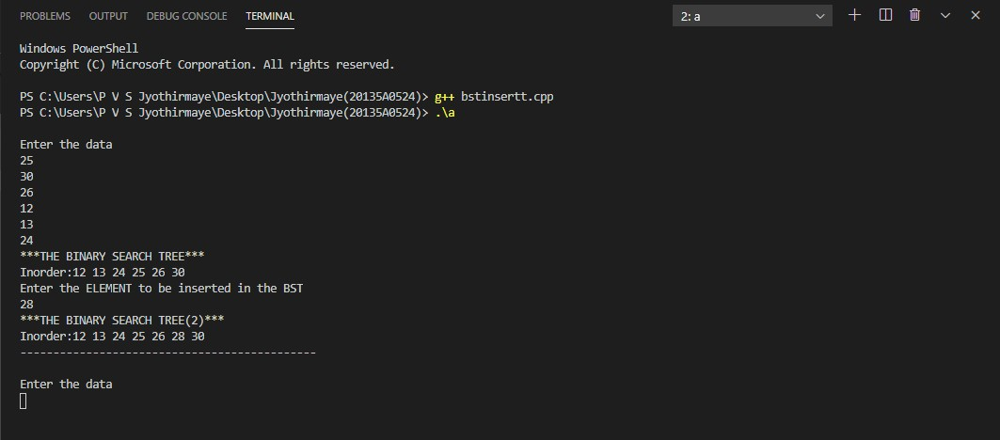 PROBLEMS OUTPUT DEBUG CONSOLE TERMINAL 2: a
Windows PowerShell
Copyright (C) Microsoft Corporation. All rights reserved.
PS C:\Users\P V S Jyothirmaye\Desktop\Jyothirmaye(20135A0524)> g++ bstinsertt.cpp
PS C:\Users\P V S Jyothirmaye\Desktop\Jyothirmaye(20135A0524)> .\a
Enter the data
25
30
26
12
13
24
***THE BINARY SEARCH TREE***
Inorder:12 13 24 25 26 30
Enter the ELEMENT to be inserted in the BST
28
***THE BINARY SEARCH TREE(2)***
Inorder:12 13 24 25 26 28 30
---------------------------------------------
Enter the data